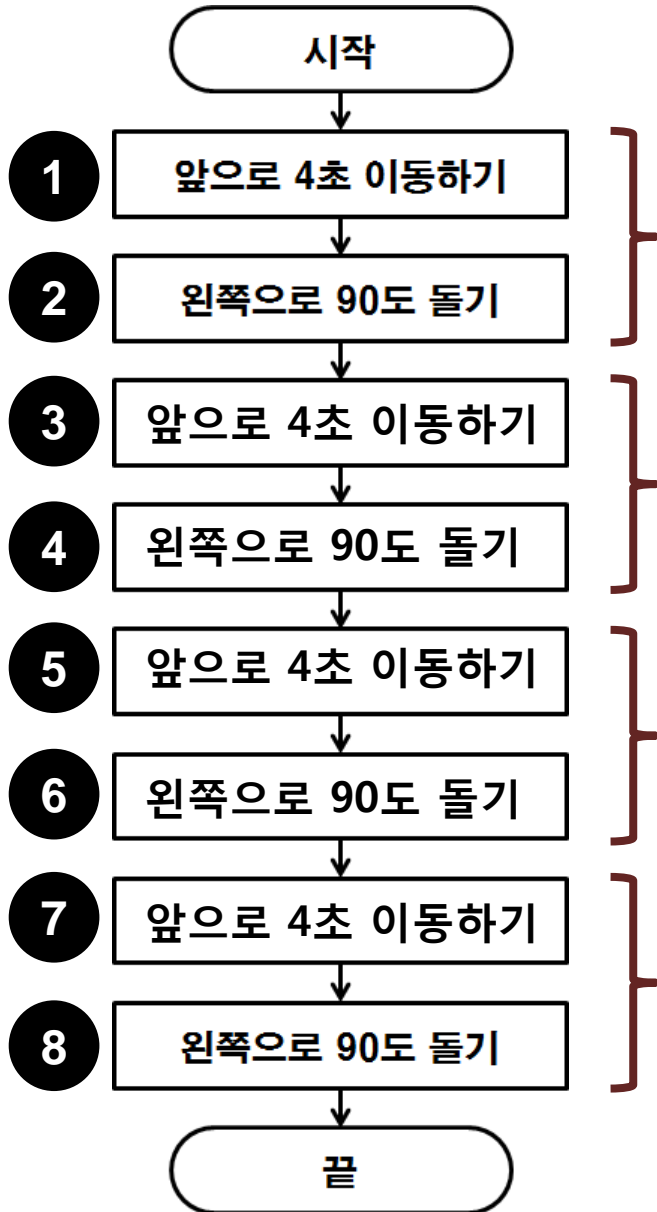 시작
1 앞으로 4초 이동하기
2 왼쪽으로 90도 돌기
3 앞으로 4초 이동하기
4 왼쪽으로 90도 돌기
5 앞으로 4초 이동하기
6 왼쪽으로 90도 돌기
7 앞으로 4초 이동하기
8 왼쪽으로 90도 돌기
끝